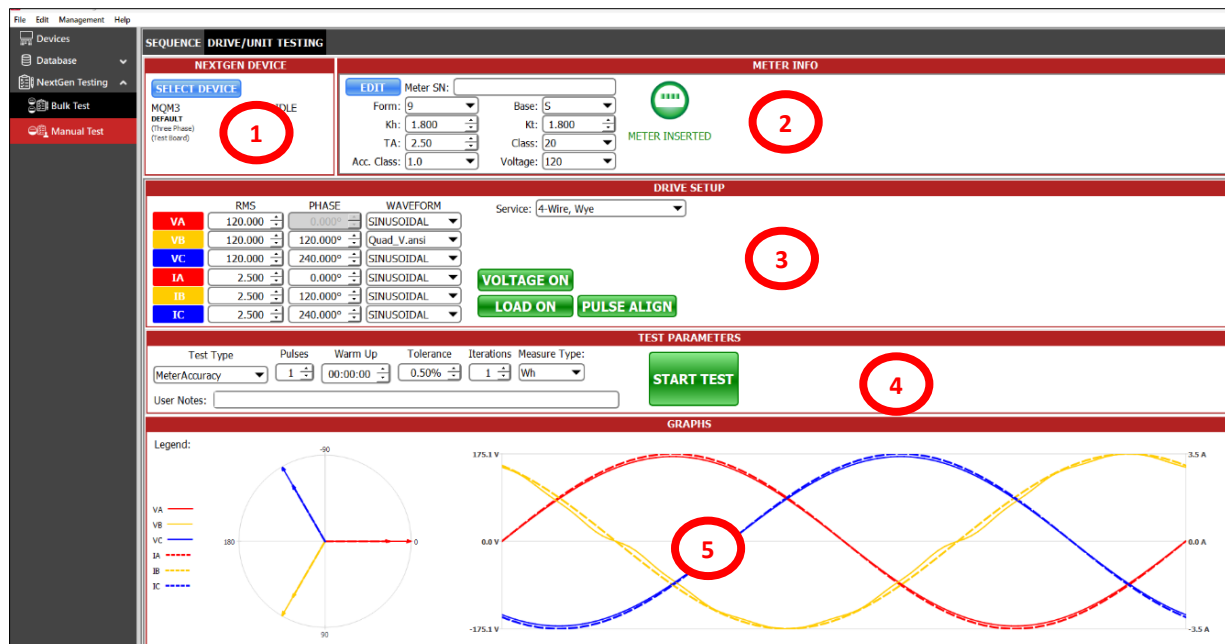 File Edit Management Help
Devices
Database
NextGen Testing
Bulk Test
Manual Test
SEQUENCE DRIVE/UNIT TESTING
NEXTGEN DEVICE
SELECT DEVICE
MQM3
DEFAULT
(Three Phase)
(Test Board)
1
METER INFO
EDIT Meter SN:
Form: 9 Base: S
Kh: 1.800 Kt: 1.800
TA: 2.50 Class: 20
Acc. Class: 1.0 Voltage: 120
METER INSERTED
2
DRIVE SETUP
RMS PHASE WAVEFORM
VA 120.000 0.000° SINUSOIDAL
VB 120.000 120.000° Quad_V.ansi
VC 120.000 240.000° SINUSOIDAL
IA 2.500 0.000° SINUSOIDAL
IB 2.500 120.000° SINUSOIDAL
IC 2.500 240.000° SINUSOIDAL
Service: 4-Wire, Wye
VOLTAGE ON
LOAD ON PULSE ALIGN
3
TEST PARAMETERS
Test Type Pulses Warm Up Tolerance Iterations Measure Type:
MeterAccuracy 1 00:00:00 0.50% 1 Wh
User Notes:
START TEST
4
GRAPHS
Legend:
VA
VB
VC
IA
IB
IC
-90
180 0
90
175.1 V 3.5 A
0.0 V 0.0 A
-175.1 V -3.5 A
5